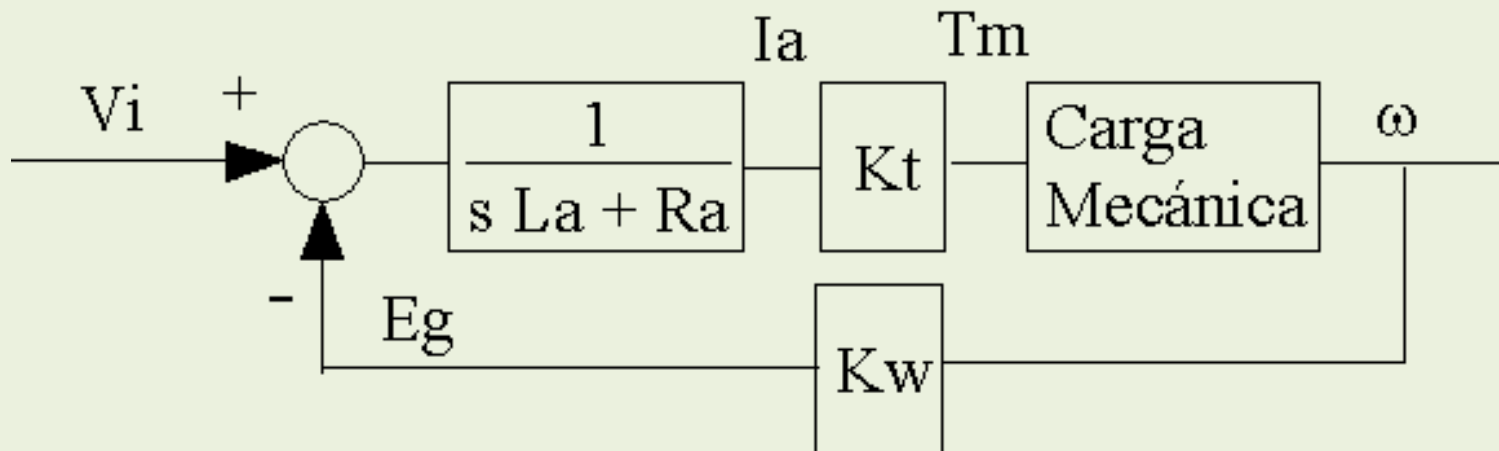 Ia
Tm
Vi
+
1
s La + Ra
Kt
Carga
Mecánica
ω
-
Eg
Kw